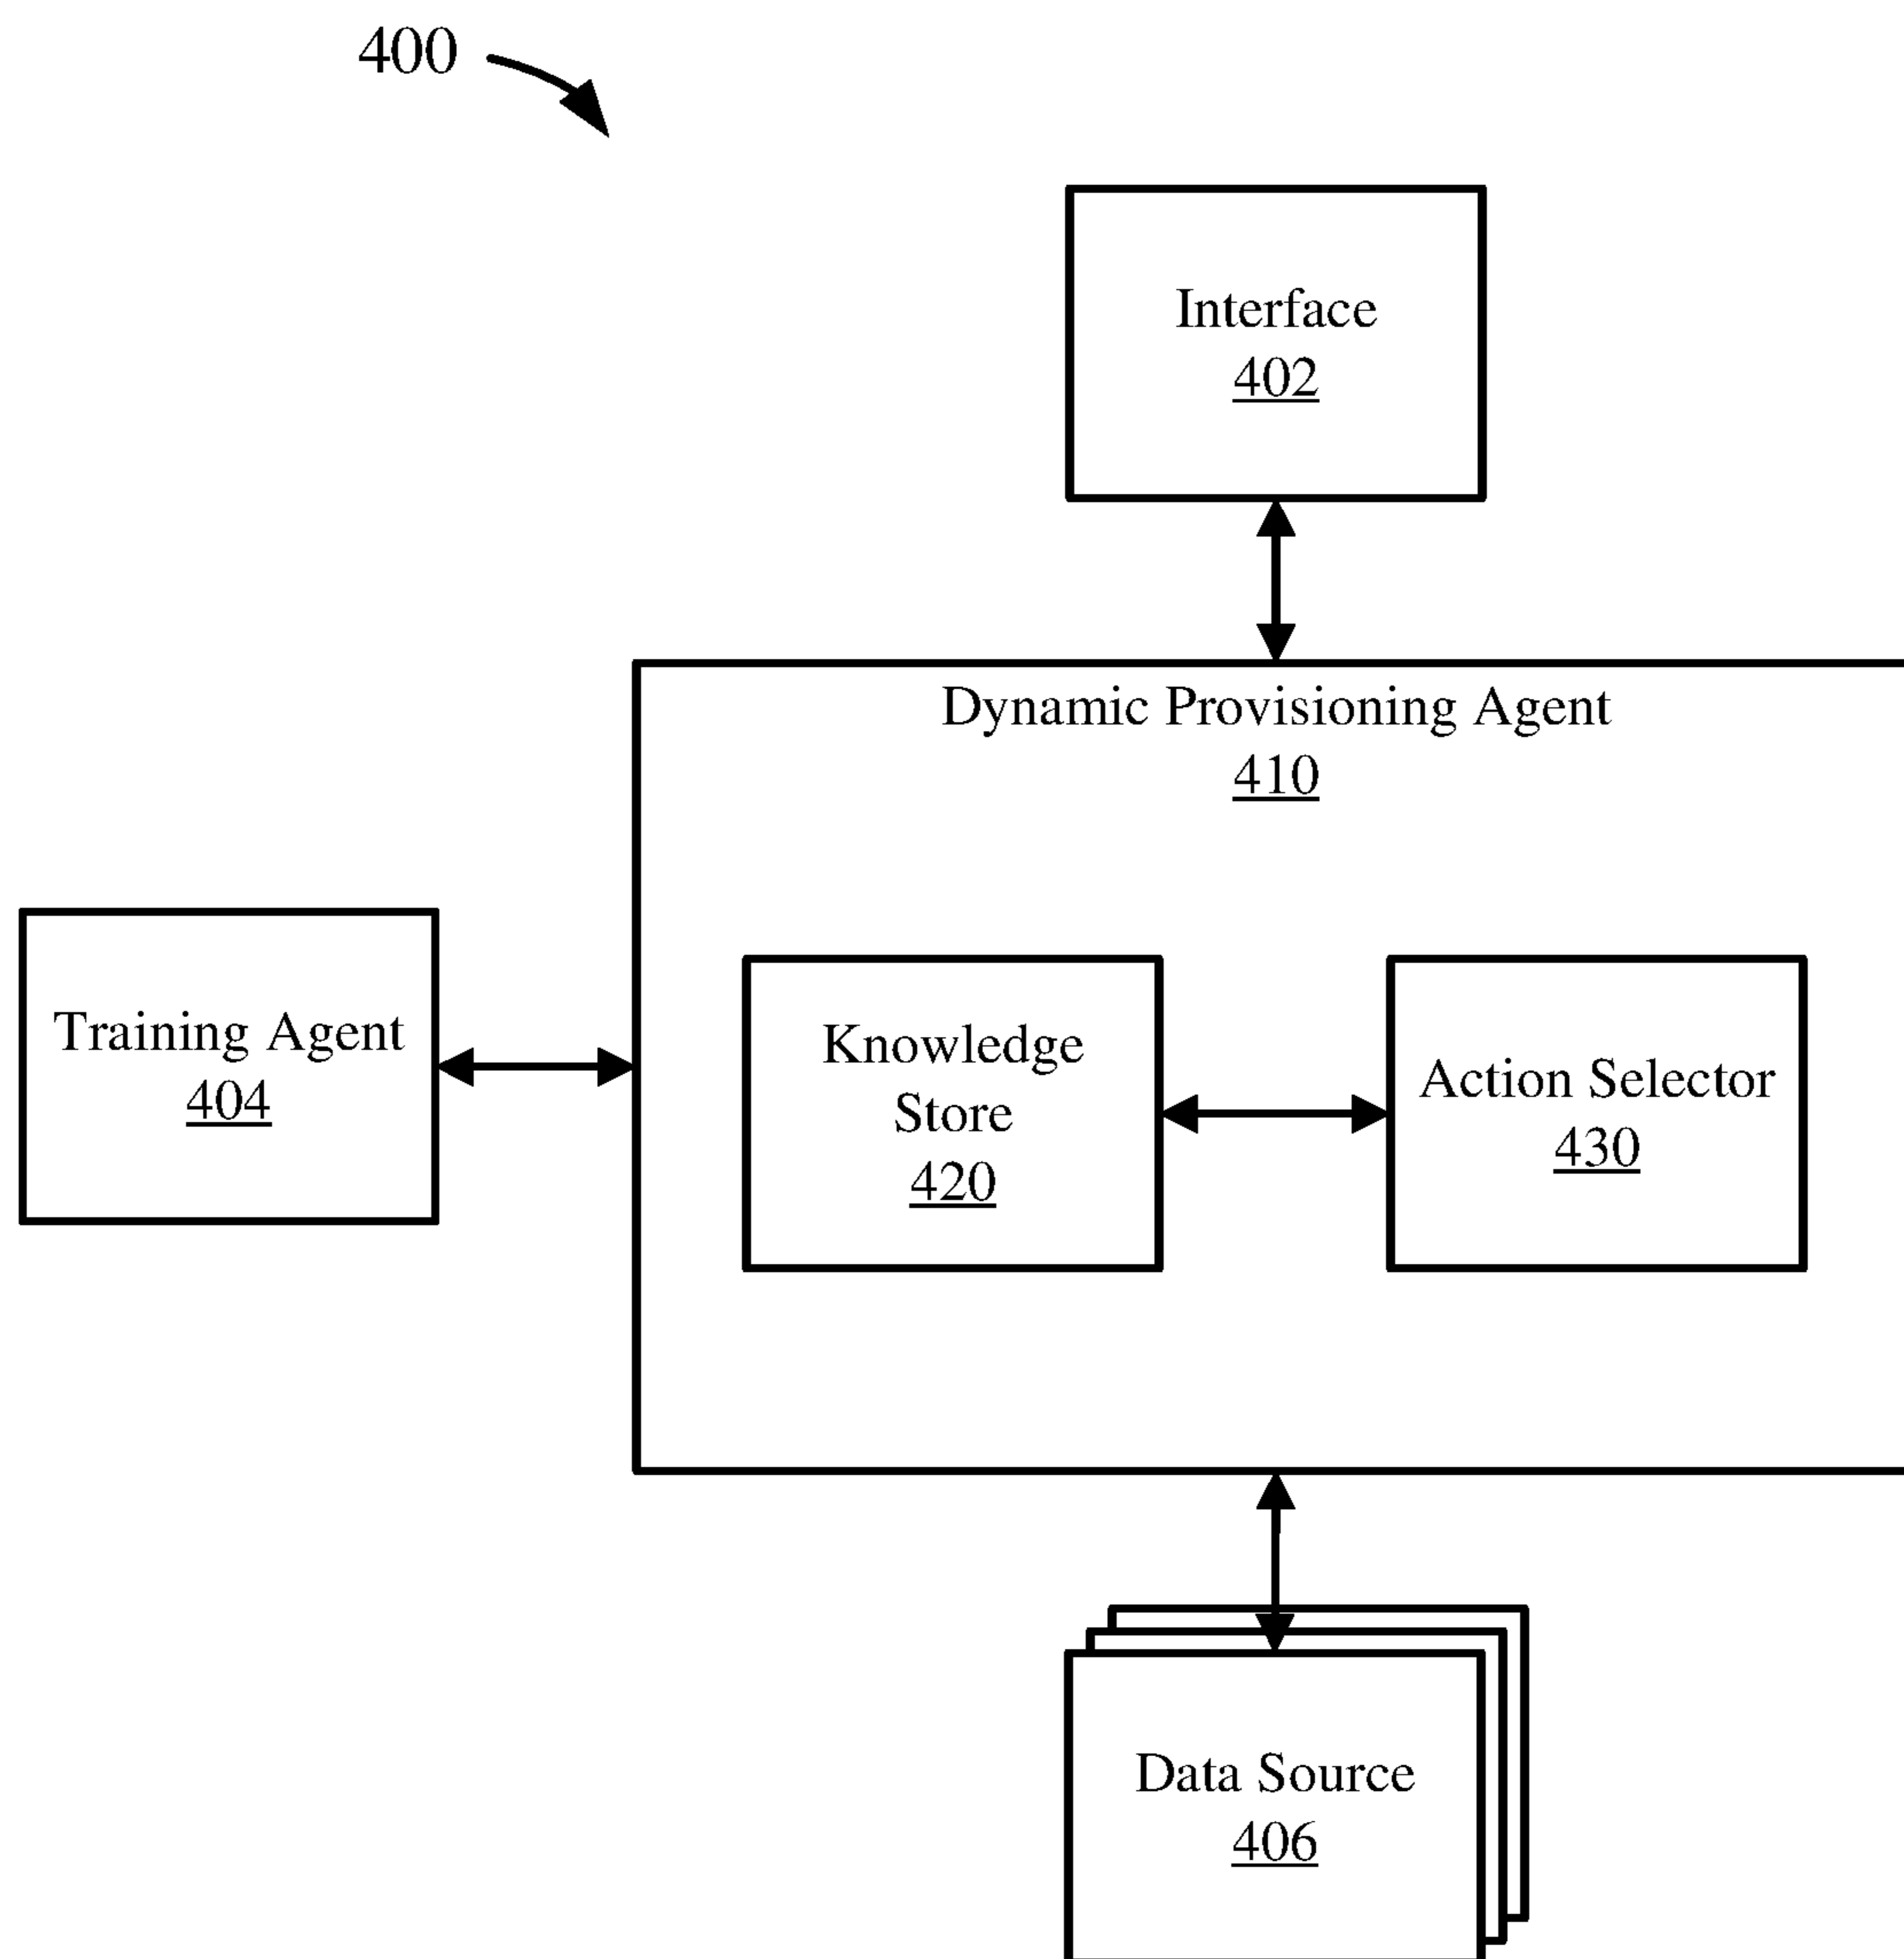 400
Interface
402
Dynamic Provisioning Agent
410
Training Agent
404
Knowledge
Store
420
Action Selector
430
Data Source
406